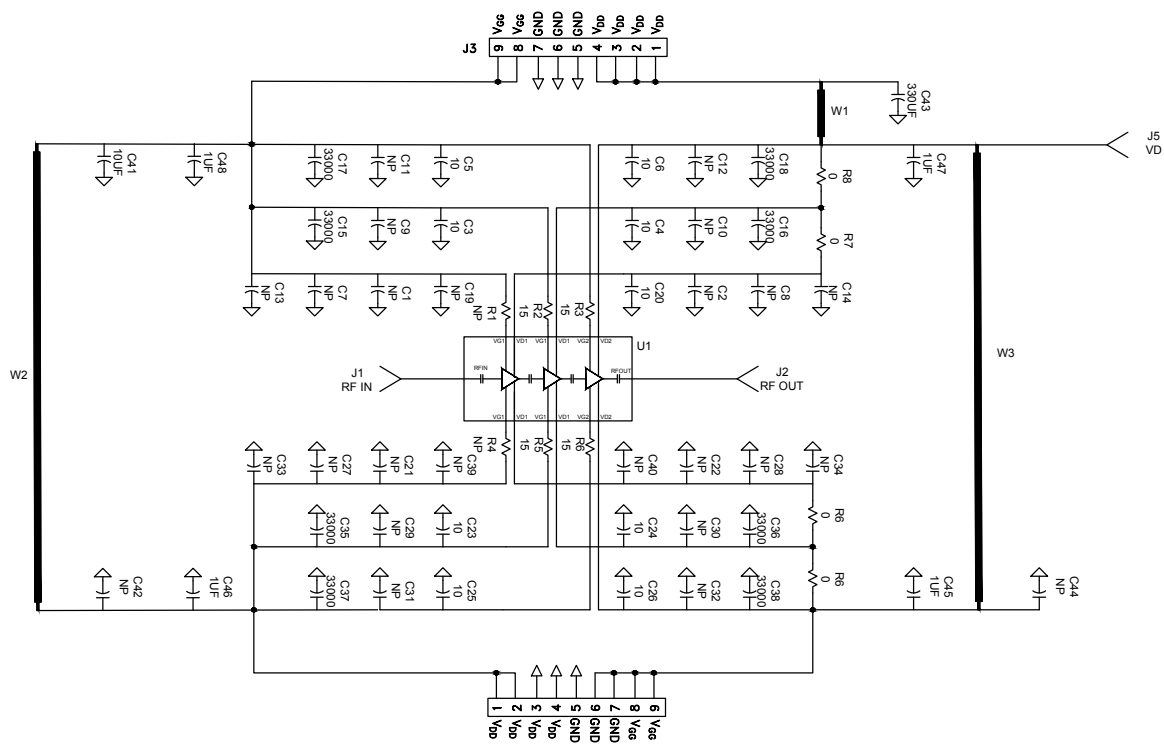 VGG VGG GND GND GND VDD VDD VDD VDD
J3 9 8 7 6 5 4 3 2 1
C43
330UF
W1
J5
VD
C41
10UF
C48
1UF
C17
33000
C11
NP
C5
10
C6
10
C12
NP
C18
33000
R8
0
C47
1UF
C15
33000
C9
NP
C3
10
C4
10
C10
NP
C16
33000
R7
0
C13
NP
C7
NP
C1
NP
C19
NP
R1
NP
R2
15
R3
15
C20
10
C2
NP
C8
NP
C14
NP
VG1 VD1 VG1 VD1 VG2 VD2
U1
W2
W3
J1
RF IN
RFIN
RFOUT
J2
RF OUT
VG1 VD1 VG1 VD1 VG2 VD2
R4
NP
R5
15
R6
15
C33
NP
C27
NP
C21
NP
C39
NP
C40
NP
C22
NP
C28
NP
C34
NP
C35
33000
C29
NP
C23
10
C24
10
C30
NP
C36
33000
R6
0
C42
NP
C46
1UF
C37
33000
C31
NP
C25
10
C26
10
C32
NP
C38
33000
R6
0
C45
1UF
C44
NP
1 2 3 4 5 6 7 8 9
VDD VDD VDD VDD GND GND GND VGG VGG